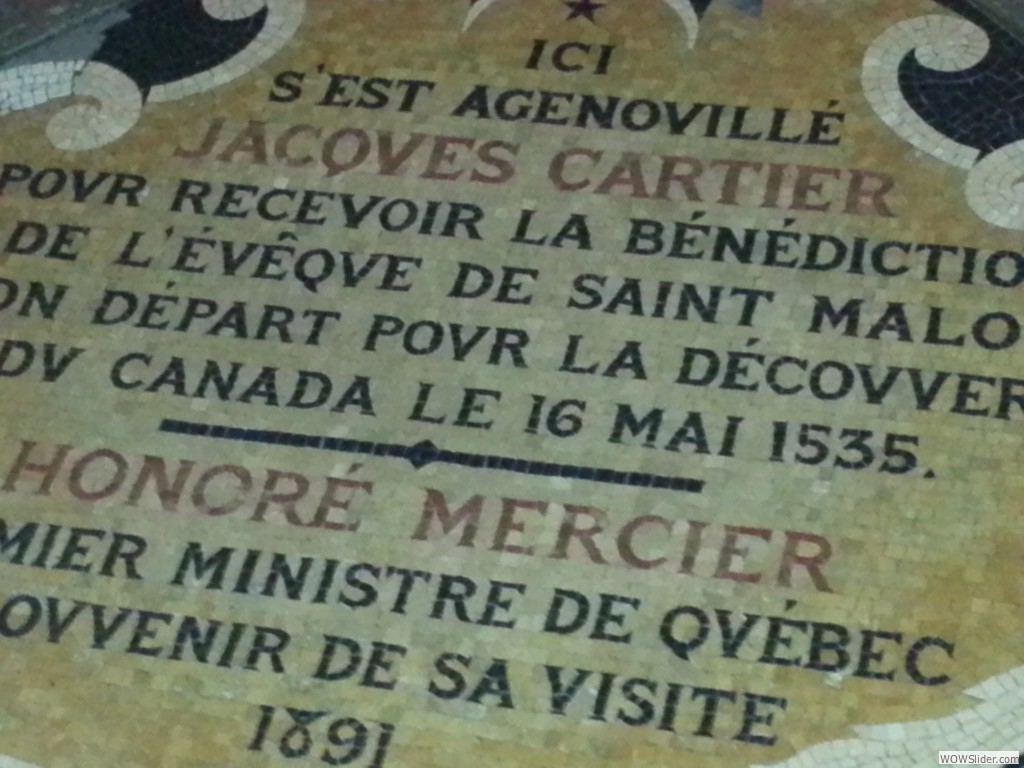 ICI
S'EST AGENOVILLÉ
JACQVES CARTIER
POVR RECEVOIR LA BÉNÉDICTIO
DE L'ÉVÊQVE DE SAINT MALO
ON DÉPART POVR LA DÉCOVVER
DV CANADA LE 16 MAI 1535.
HONORÉ MERCIER
MIER MINISTRE DE QVÉBEC
OVVENIR DE SA VISITE
1891
WOWSlider.com